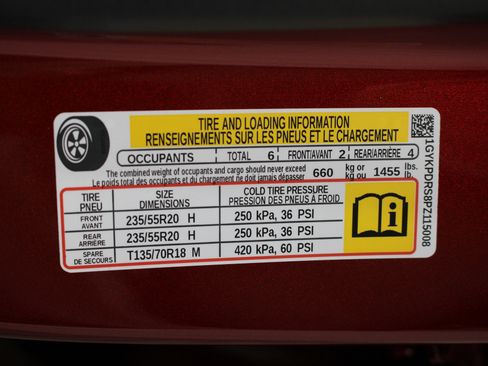 TIRE AND LOADING INFORMATION
RENSEIGNEMENTS SUR LES PNEUS ET LE CHARGEMENT
OCCUPANTS TOTAL 6 FRONT/AVANT 2 REAR/ARRIÈRE 4
The combined weight of occupants and cargo should never exceed
Le poids total des occupants et du chargement ne doit jamais dépasser
660 kg or kg ou 1455 lbs. lb.
TIRE PNEU SIZE DIMENSIONS COLD TIRE PRESSURE PRESSION DES PNEUS À FROID
FRONT AVANT 235/55R20 H 250 kPa, 36 PSI
REAR ARRIÈRE 235/55R20 H 250 kPa, 36 PSI
SPARE DE SECOURS T135/70R18 M 420 kPa, 60 PSI
1GYKPDRS8PZ115008